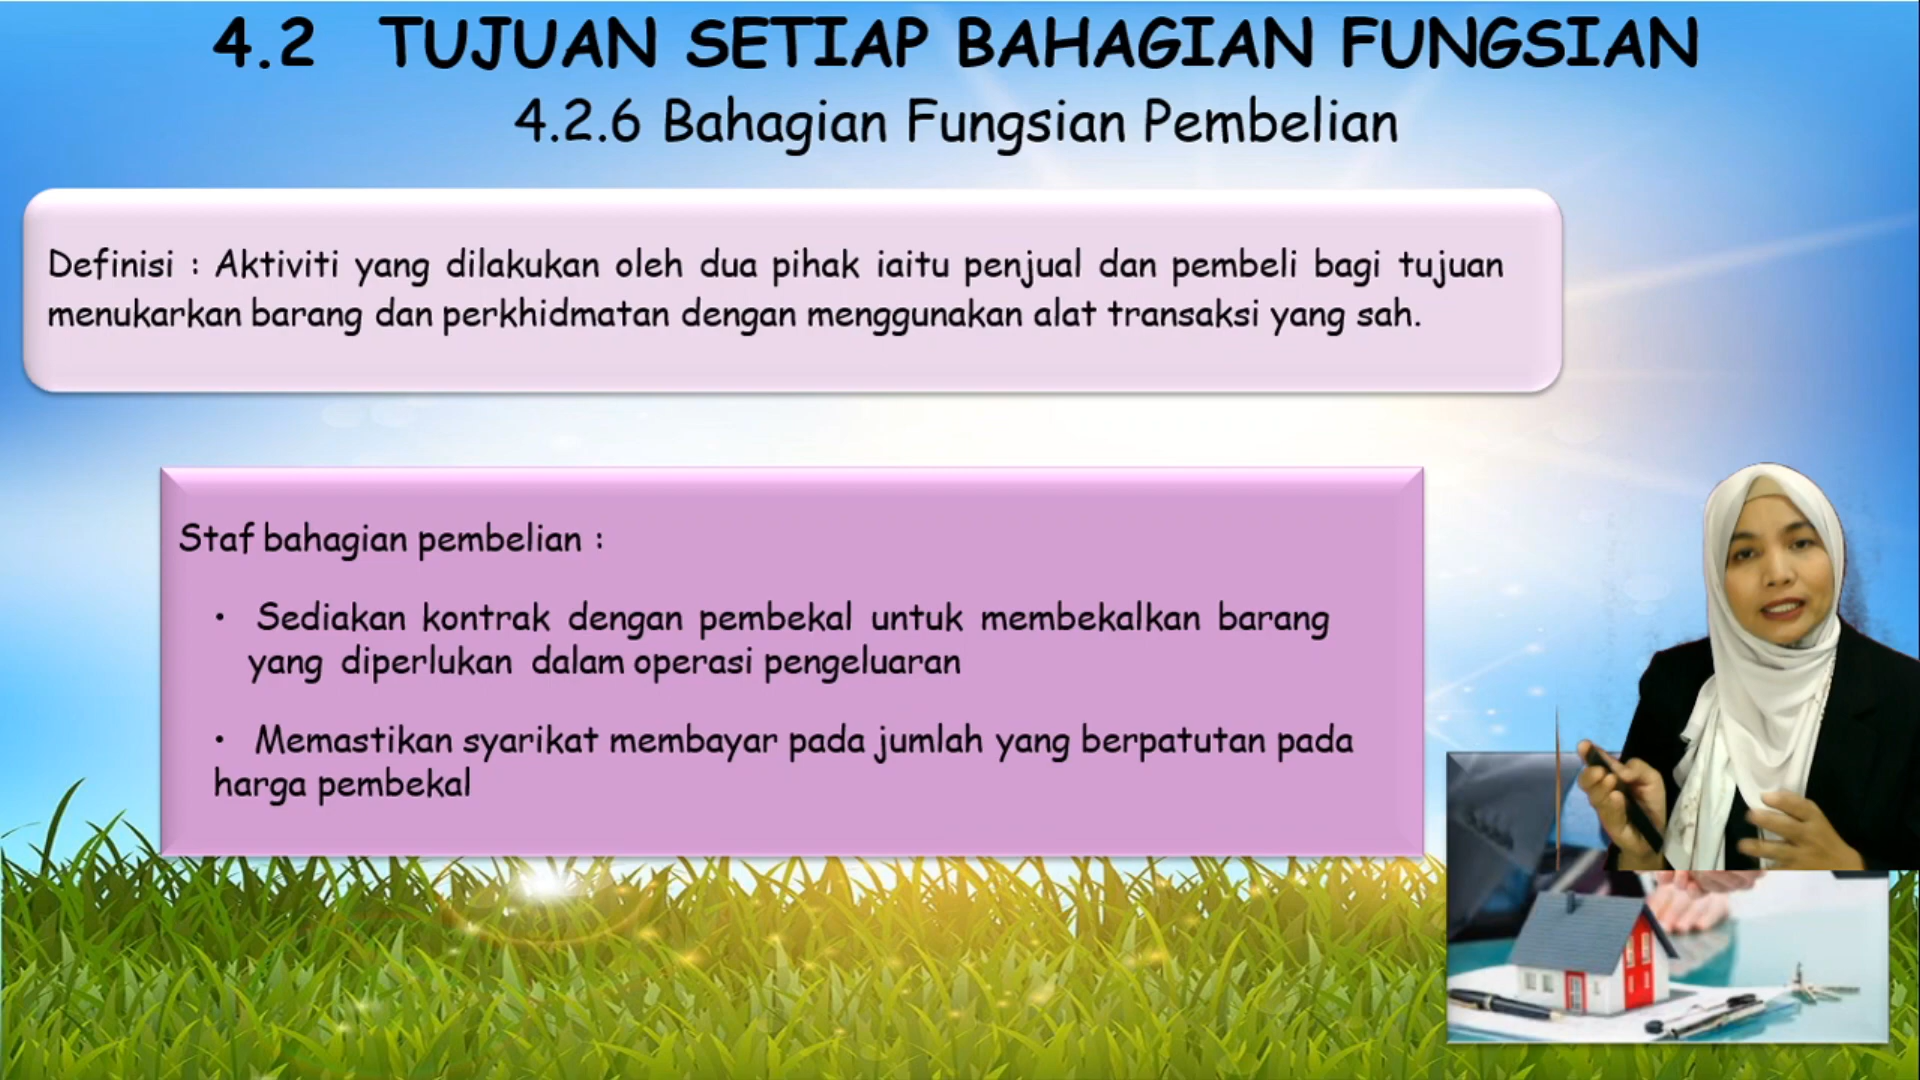 4.2 TUJUAN SETIAP BAHAGIAN FUNGSIAN
4.2.6 Bahagian Fungsian Pembelian
Definisi : Aktiviti yang dilakukan oleh dua pihak iaitu penjual dan pembeli bagi tujuan
menukarkan barang dan perkhidmatan dengan menggunakan alat transaksi yang sah.
Staf bahagian pembelian :
• Sediakan kontrak dengan pembekal untuk membekalkan barang
yang diperlukan dalam operasi pengeluaran
• Memastikan syarikat membayar pada jumlah yang berpatutan pada
harga pembekal